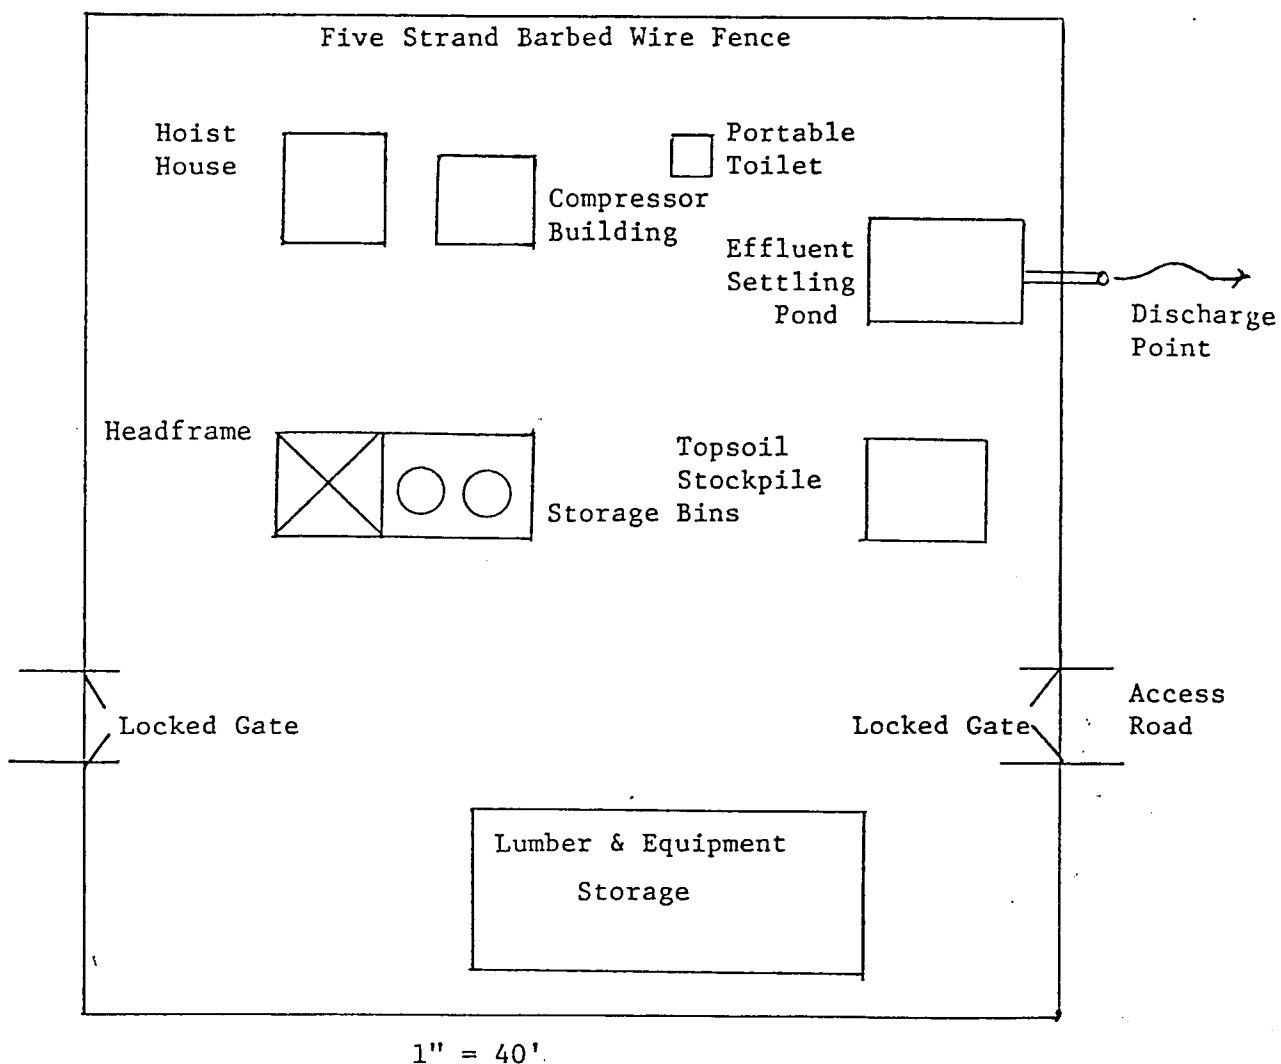 Five Strand Barbed Wire Fence
Hoist
House
Portable
Toilet
Compressor
Building
Effluent
Settling
Pond
Discharge
Point
Headframe
Topsoil
Stockpile
Storage Bins
Locked Gate
Locked Gate
Access
Road
Lumber & Equipment
Storage
1" = 40'